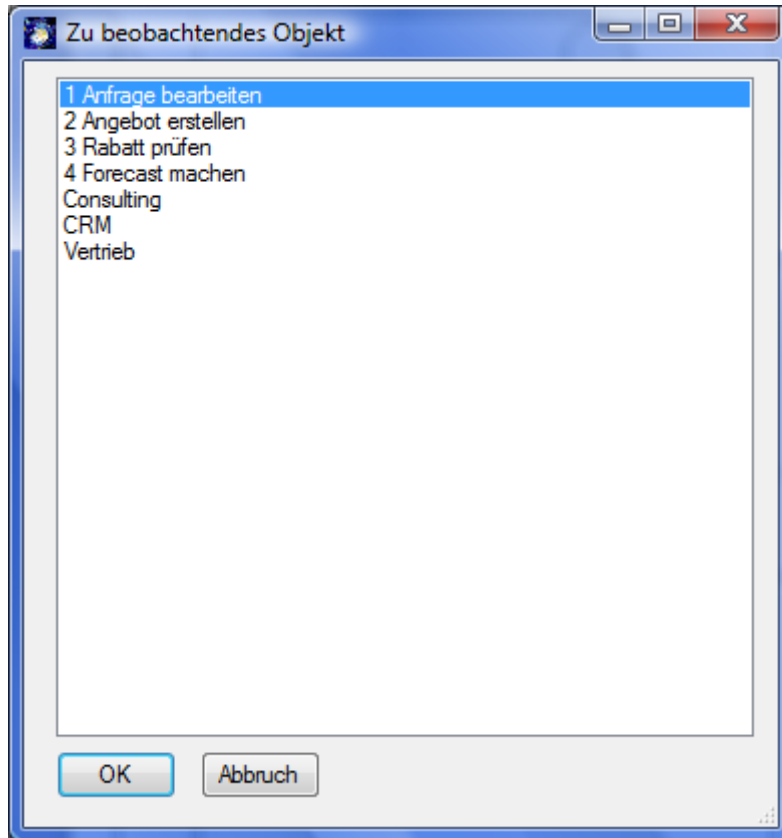 Zu beobachtendes Objekt
1 Anfrage bearbeiten
2 Angebot erstellen
3 Rabatt prüfen
4 Forecast machen
Consulting
CRM
Vertrieb
OK
Abbruch